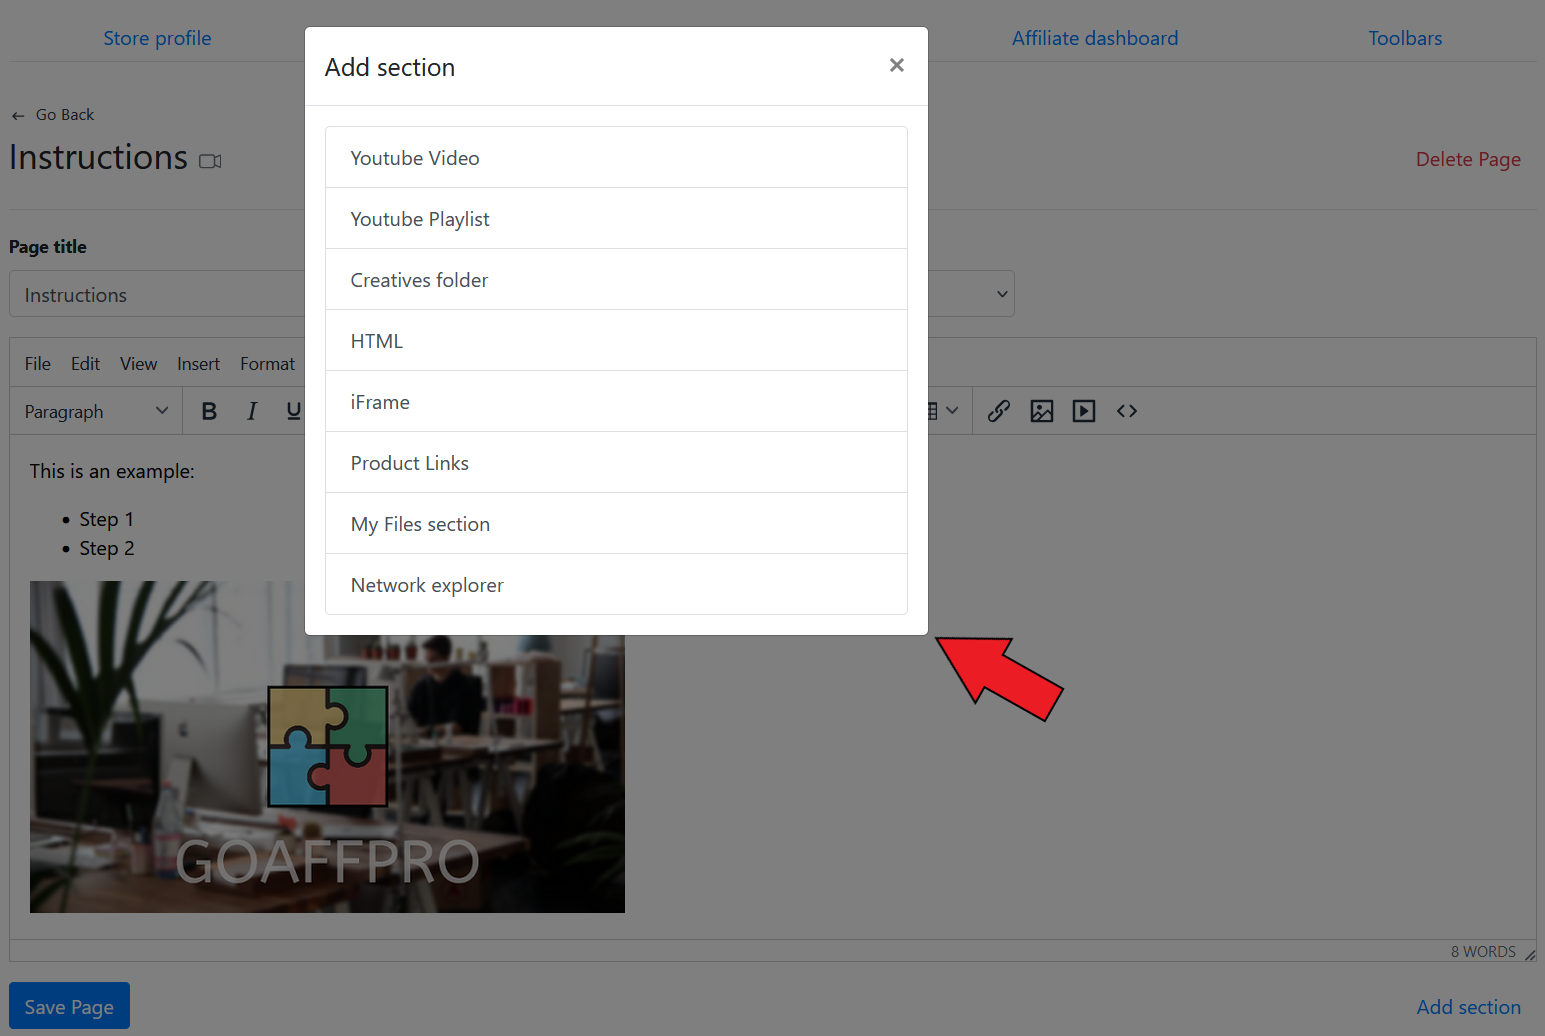 Store profile
Affiliate dashboard
Toolbars
Add section
×
← Go Back
Instructions
Delete Page
Youtube Video
Youtube Playlist
Creatives folder
HTML
iFrame
Product Links
My Files section
Network explorer
Page title
Instructions
File Edit View Insert Format
Paragraph B I U
This is an example:
• Step 1
• Step 2
GOAFFPRO
8 WORDS
Save Page
Add section